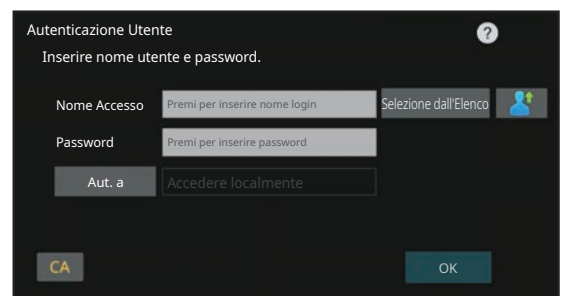 Autenticazione Utente
?
Inserire nome utente e password.
Nome Accesso Premi per inserire nome login Selezione dall'Elenco
Password Premi per inserire password
Aut. a Accedere localmente
CA OK